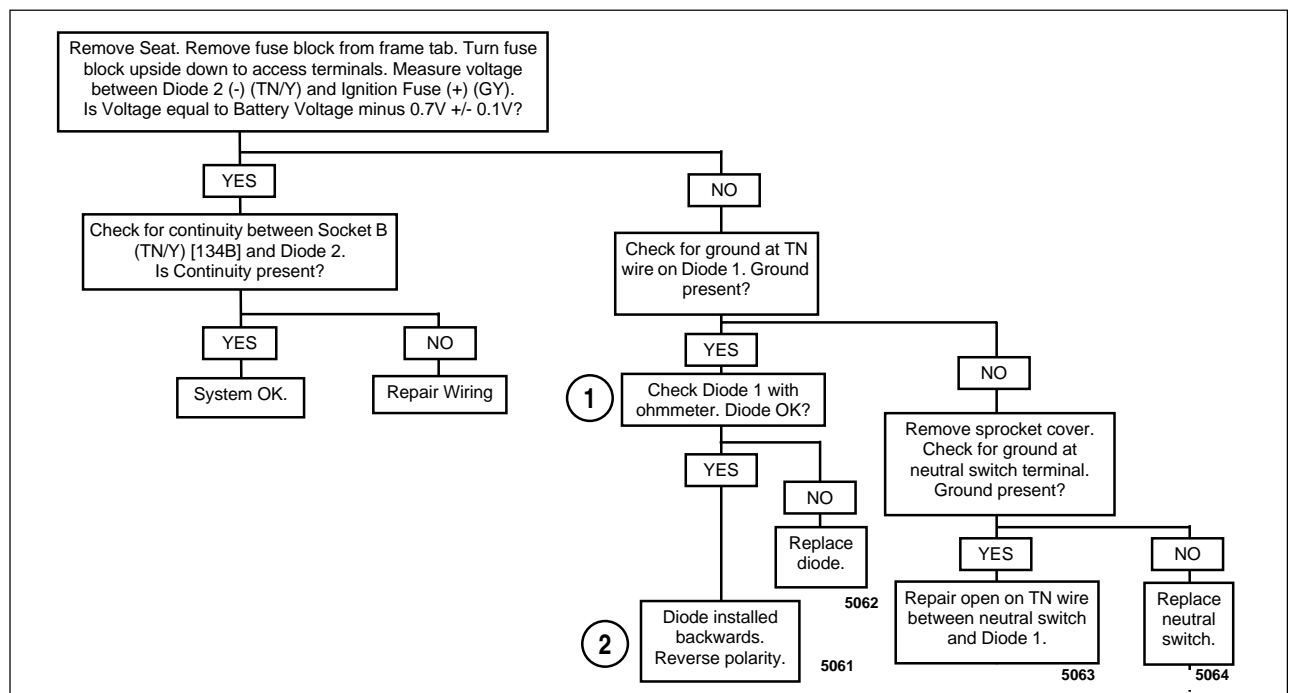 Remove Seat. Remove fuse block from frame tab. Turn fuse
block upside down to access terminals. Measure voltage
between Diode 2 (-) (TN/Y) and Ignition Fuse (+) (GY).
Is Voltage equal to Battery Voltage minus 0.7V +/- 0.1V?
YES
NO
Check for continuity between Socket B
(TN/Y) [134B] and Diode 2.
Is Continuity present?
Check for ground at TN
wire on Diode 1. Ground
present?
YES
NO
YES
NO
System OK.
Repair Wiring
1
Check Diode 1 with
ohmmeter. Diode OK?
Remove sprocket cover.
Check for ground at
neutral switch terminal.
Ground present?
YES
NO
YES
NO
Replace
diode.
5062
2
Diode installed
backwards.
Reverse polarity.
5061
Repair open on TN wire
between neutral switch
and Diode 1.
5063
Replace
neutral
switch.
5064